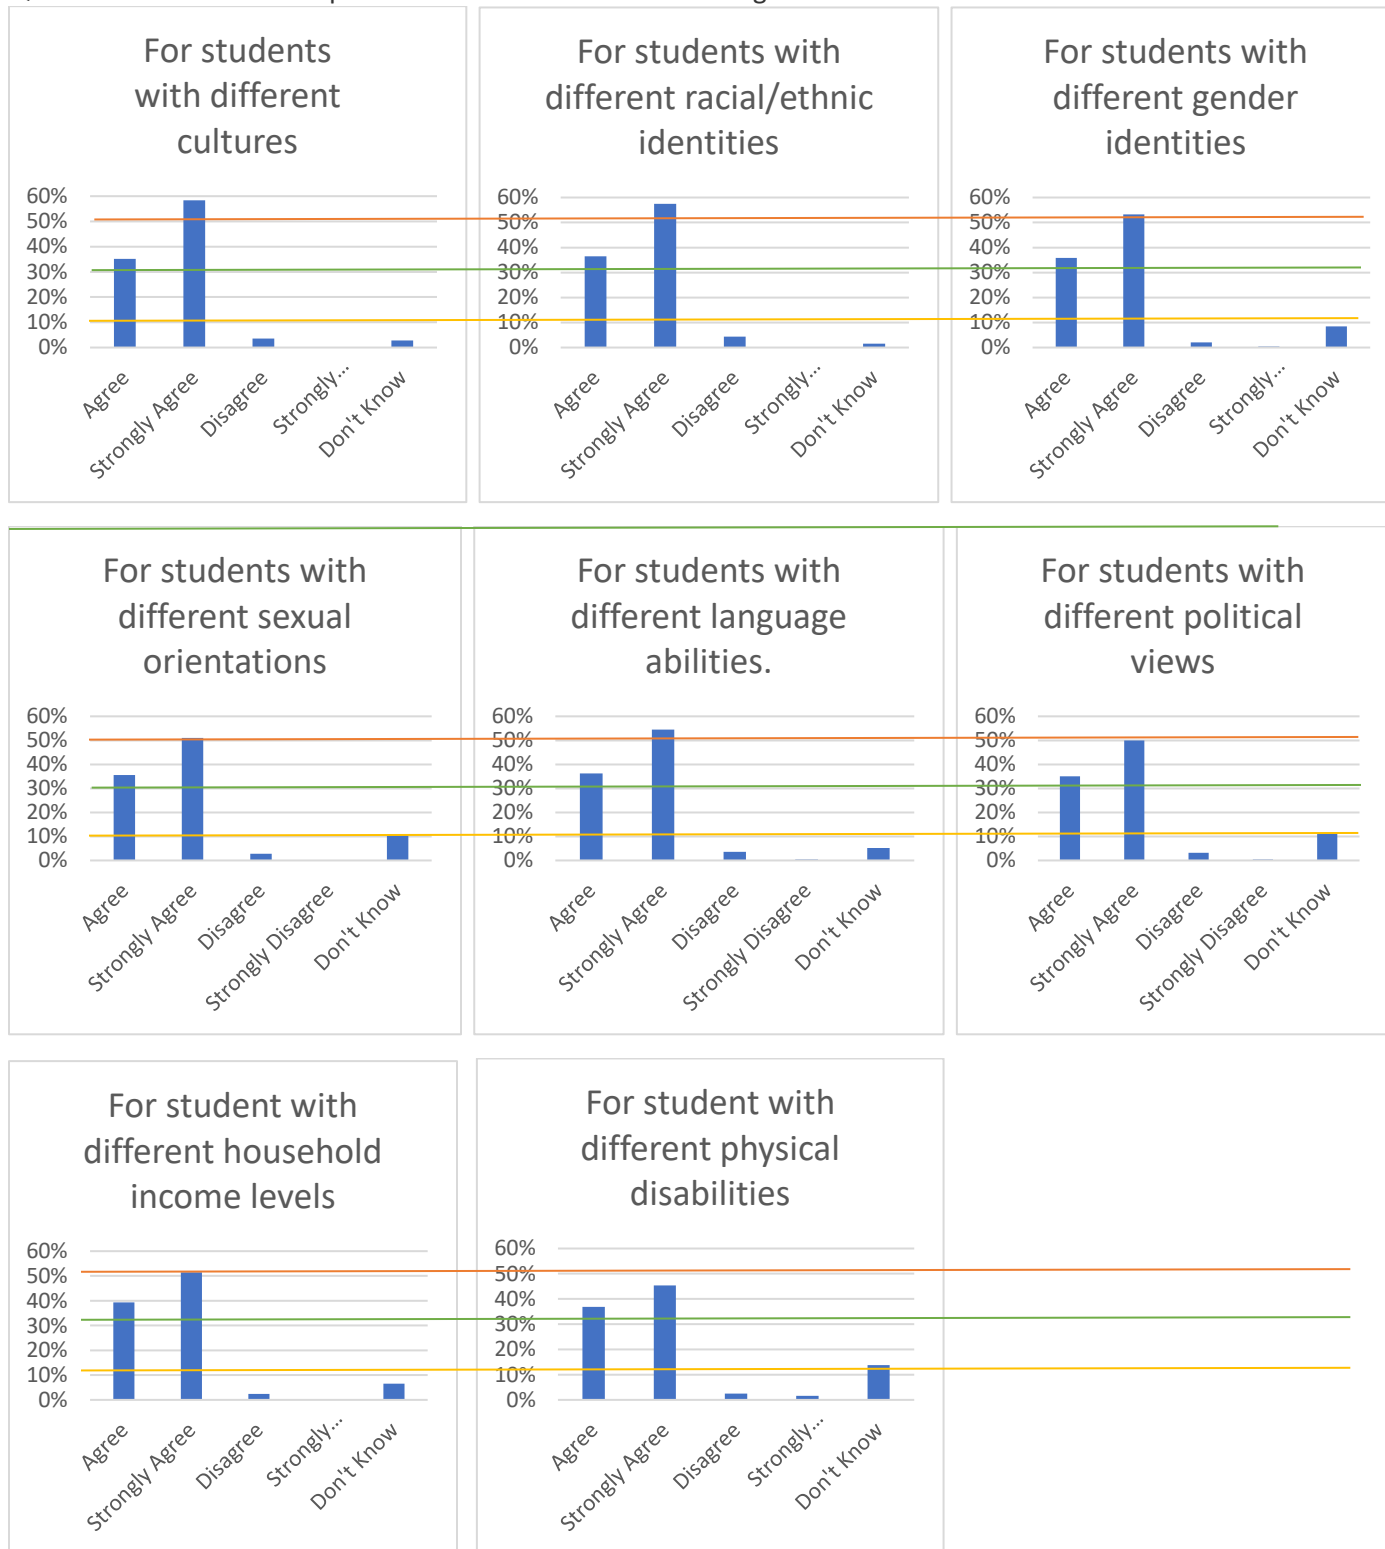 For students
with different
cultures
60%
50%
40%
30%
20%
10%
0%
Agree
Strongly Agree
Disagree
Strongly...
Don't Know
For students with
different racial/ethnic
identities
60%
50%
40%
30%
20%
10%
0%
Agree
Strongly Agree
Disagree
Strongly...
Don't Know
For students with
different gender
identities
60%
50%
40%
30%
20%
10%
0%
Agree
Strongly Agree
Disagree
Strongly...
Don't Know
For students with
different sexual
orientations
60%
50%
40%
30%
20%
10%
0%
Agree
Strongly Agree
Disagree
Strongly Disagree
Don't Know
For students with
different language
abilities.
60%
50%
40%
30%
20%
10%
0%
Agree
Strongly Agree
Disagree
Strongly Disagree
Don't Know
For students with
different political
views
60%
50%
40%
30%
20%
10%
0%
Agree
Strongly Agree
Disagree
Strongly Disagree
Don't Know
For student with
different household
income levels
60%
50%
40%
30%
20%
10%
0%
Agree
Strongly Agree
Disagree
Strongly...
Don't Know
For student with
different physical
disabilities
60%
50%
40%
30%
20%
10%
0%
Agree
Strongly Agree
Disagree
Strongly...
Don't Know